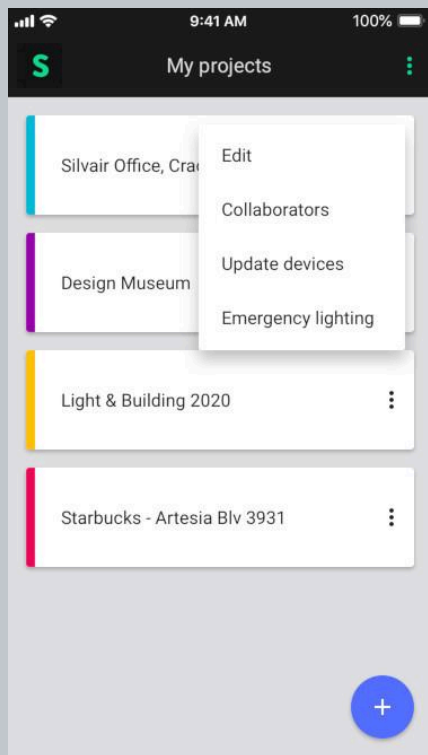 9:41 AM
100%
S
My projects
Silvair Office,
Edit
Collaborators
Update devices
Design Museum
Emergency lighting
Light & Building 2020
Starbucks - Artesia Blv 3931
+